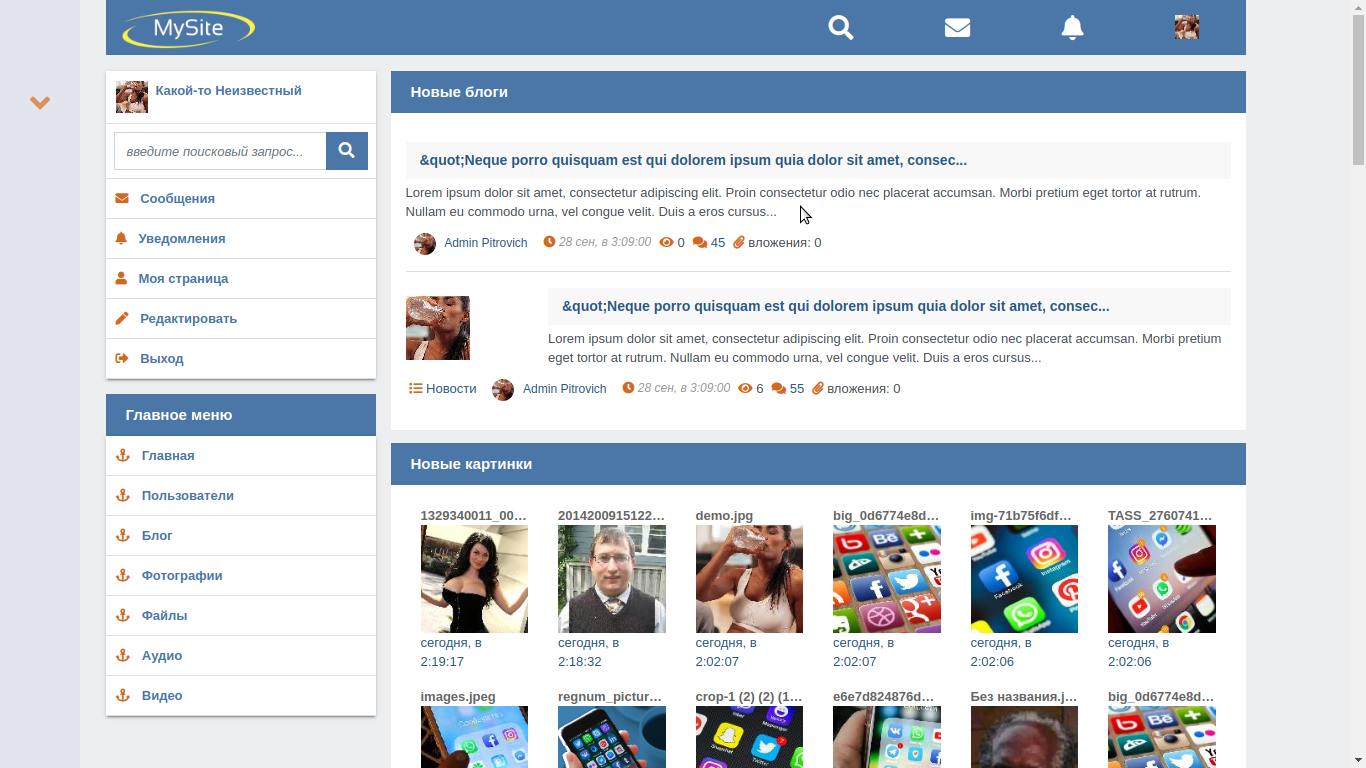 MySite
Какой-то Неизвестный
введите поисковый запрос...
Сообщения
Уведомления
Моя страница
Редактировать
Выход
Главное меню
Главная
Пользователи
Блог
Фотографии
Файлы
Аудио
Видео
Новые блоги
&quot;Neque porro quisquam est qui dolorem ipsum quia dolor sit amet, consec...
Lorem ipsum dolor sit amet, consectetur adipiscing elit. Proin consectetur odio nec placerat accumsan. Morbi pretium eget tortor at rutrum.
Nullam eu commodo urna, vel congue velit. Duis a eros cursus...
Admin Pitrovich 28 сен, в 3:09:00 0 45 вложения: 0
&quot;Neque porro quisquam est qui dolorem ipsum quia dolor sit amet, consec...
Lorem ipsum dolor sit amet, consectetur adipiscing elit. Proin consectetur odio nec placerat accumsan. Morbi pretium
eget tortor at rutrum. Nullam eu commodo urna, vel congue velit. Duis a eros cursus...
Новости Admin Pitrovich 28 сен, в 3:09:00 6 55 вложения: 0
Новые картинки
1329340011_00... 2014200915122... demo.jpg big_0d6774e8d... img-71b75f6df... TASS_2760741...
Facebook Instagram
сегодня, в сегодня, в сегодня, в сегодня, в сегодня, в сегодня, в
2:19:17 2:18:32 2:02:07 2:02:07 2:02:06 2:02:06
images.jpeg regnum_pictur... crop-1 (2) (2) (1... e6e7d824876d... Без названия.j... big_0d6774e8d...